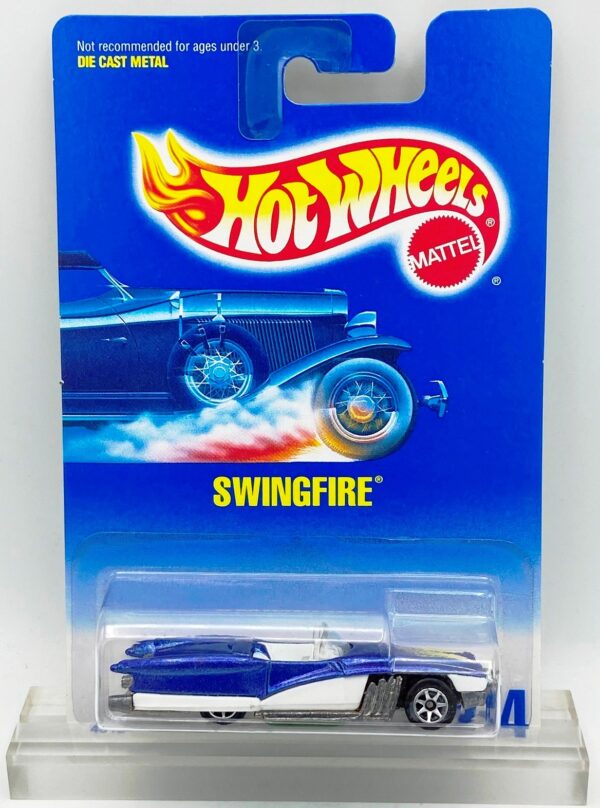 Not recommended for ages under 3.
DIE CAST METAL
HOT WHEELS®
MATTEL
®
SWINGFIRE®